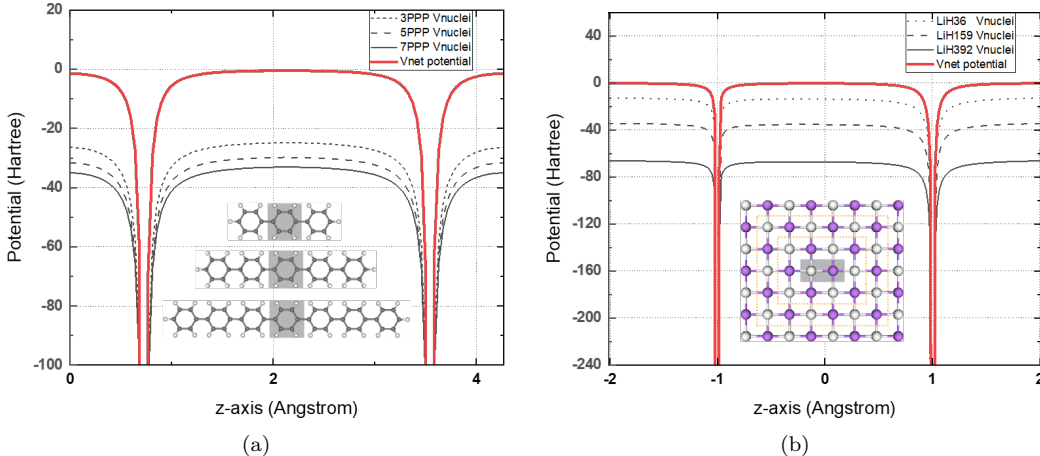 3PPP Vnuclei
5PPP Vnuclei
7PPP Vnuclei
Vnet potential
20
0
-20
-40
-60
-80
-100
Potential (Hartree)
0
1
2
3
4
z-axis (Angstrom)
(a)
LiH36 Vnuclei
LiH159 Vnuclei
LiH392 Vnuclei
Vnet potential
40
0
-40
-80
-120
-160
-200
-240
Potential (Hartree)
-2
-1
0
1
2
z-axis (Angstrom)
(b)